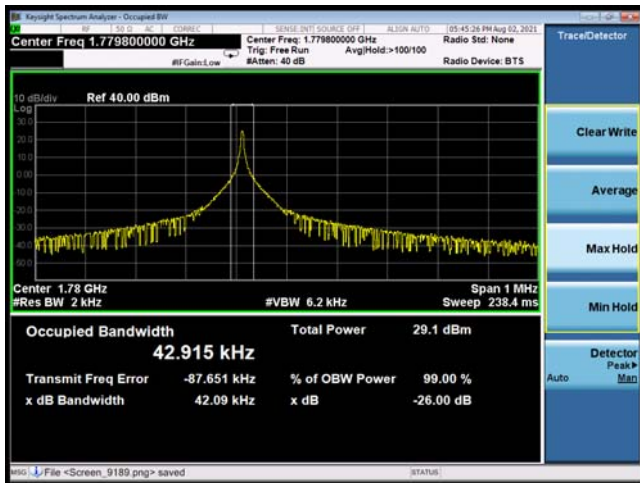 Keysight Spectrum Analyzer - Occupied BW
RF 50 Ω AC CORREC SENSE:INT SOURCE OFF ALIGN AUTO 05:45:26 PM Aug 02, 2021
Center Freq 1.779800000 GHz Center Freq: 1.779800000 GHz Radio Std: None
Trig: Free Run Avg|Hold:>100/100
#IFGain:Low #Atten: 40 dB Radio Device: BTS
Trace/Detector
10 dB/div Ref 40.00 dBm
Log
30.0
20.0
10.0
0.00
-10.0
-20.0
-30.0
-40.0
-50.0
Center 1.78 GHz Span 1 MHz
#Res BW 2 kHz #VBW 6.2 kHz Sweep 238.4 ms
Occupied Bandwidth Total Power 29.1 dBm
42.915 kHz
Transmit Freq Error -87.651 kHz % of OBW Power 99.00 %
x dB Bandwidth 42.09 kHz x dB -26.00 dB
Clear Write
Average
Max Hold
Min Hold
Detector
Peak▶
Auto Man
MSG File <Screen_9189.png> saved STATUS